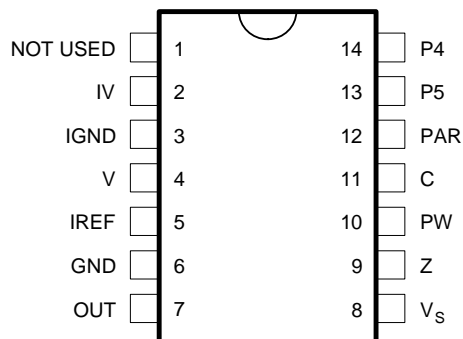 NOT USED 1 14 P4
IV 2 13 P5
IGND 3 12 PAR
V 4 11 C
IREF 5 10 PW
GND 6 9 Z
OUT 7 8 VS